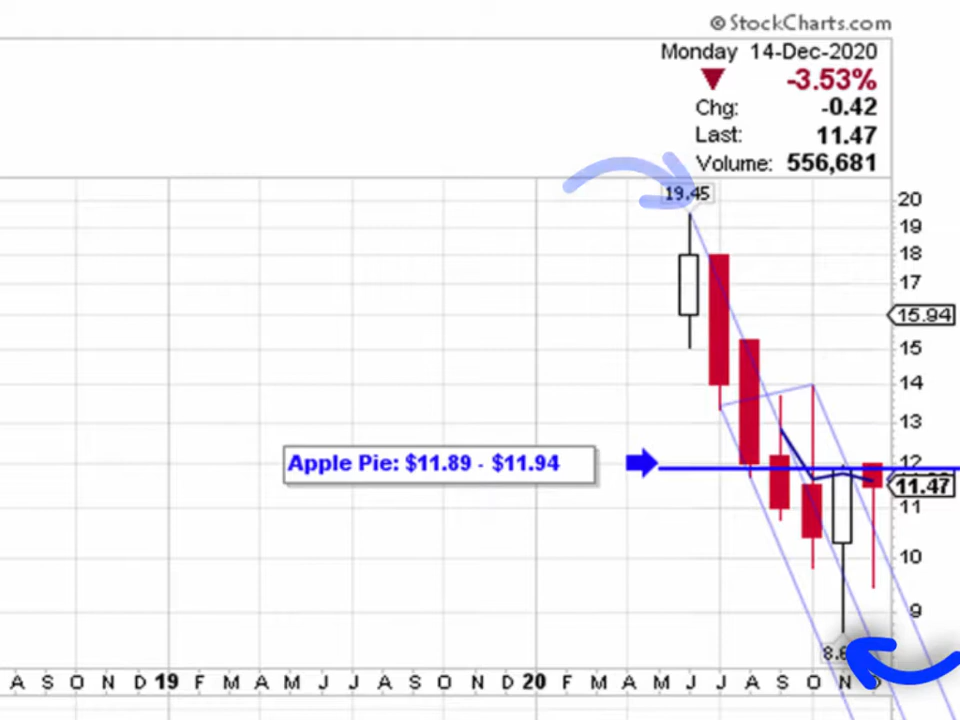 © StockCharts.com
Monday 14-Dec-2020
-3.53%
Chg: -0.42
Last: 11.47
Volume: 556,681
19.45
20
19
18
17
15.94
15
14
13
Apple Pie: $11.89 - $11.94
12
11.47
11
10
9
A S O N D 19 F M A M J J A S O N D 20 F M A M J J A S O N D